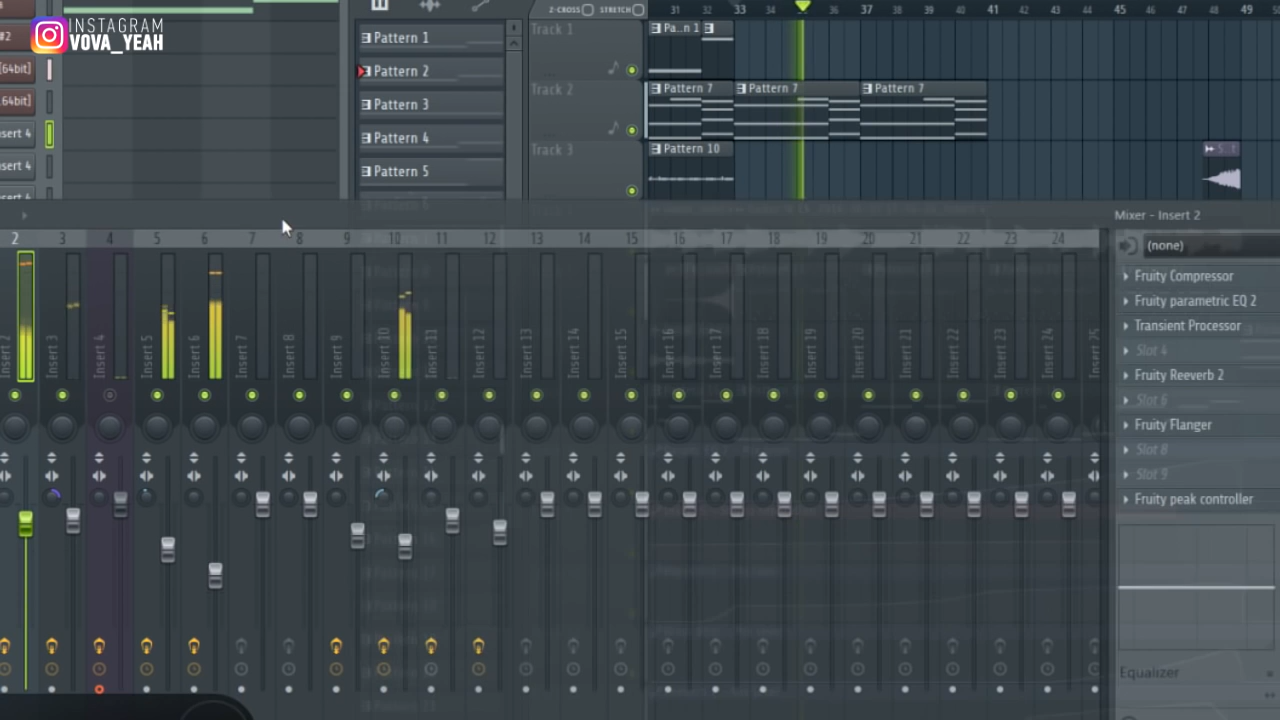 INSTAGRAM
VOVA_YEAH
#2
[64bit]
64bit]
nsert 4
nsert 4
Pattern 1
Pattern 2
Pattern 3
Pattern 4
Pattern 5
Z-CROSS STRETCH
31 32 33 35 36 37 38 39 40 41 42 43 44 45 46 47 48 49
Track 1
Pa..n 1
Track 2
Pattern 7
Pattern 7
Pattern 7
Track 3
Pattern 10
Mixer - Insert 2
2 3 4 5 6 7 8 9 10 11 12 13 14 15 16 17 18 19 20 21 22 23 24
Insert 3
Insert 4
Insert 5
Insert 6
Insert 7
Insert 8
Insert 9
Insert 10
Insert 11
Insert 12
Insert 13
Insert 14
Insert 15
Insert 16
Insert 17
Insert 18
Insert 19
Insert 20
Insert 21
Insert 22
Insert 23
Insert 24
(none)
Fruity Compressor
Fruity parametric EQ 2
Transient Processor
Slot 4
Fruity Reeverb 2
Slot 6
Fruity Flanger
Slot 8
Slot 9
Fruity peak controller
Equalizer